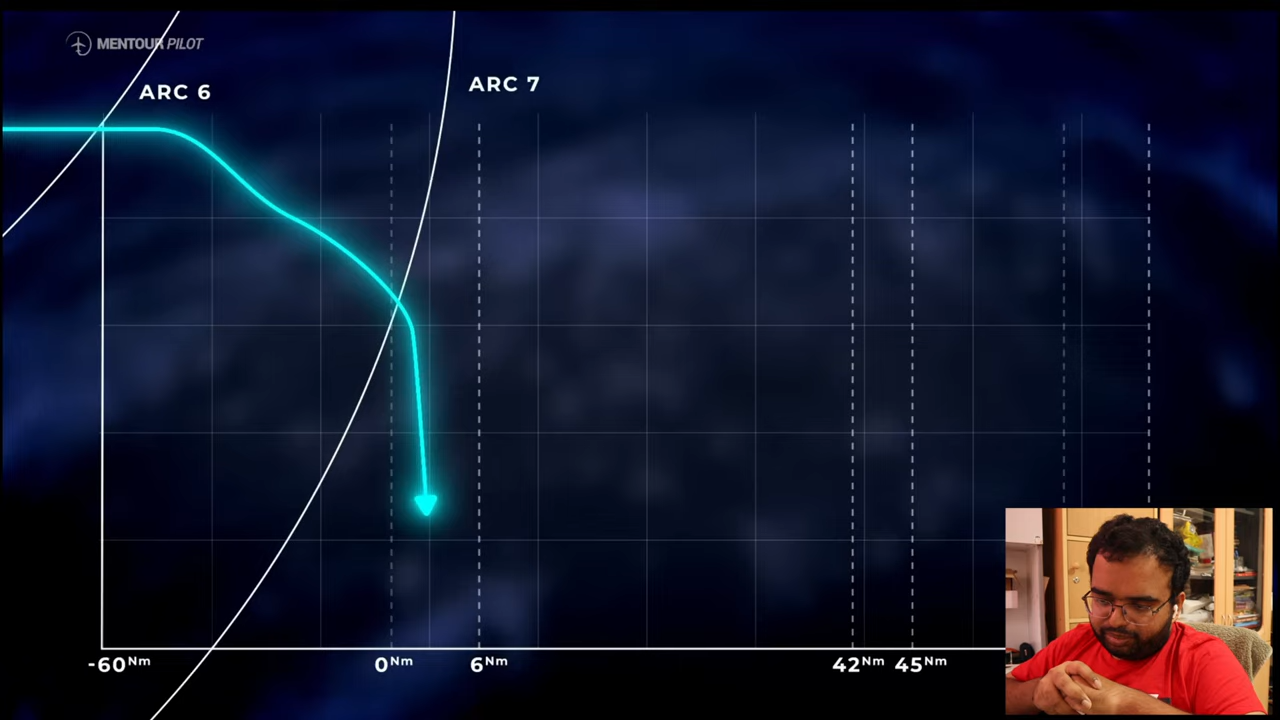 MENTOUR PILOT
ARC 6
ARC 7
-60Nm
0Nm
6Nm
42Nm
45Nm